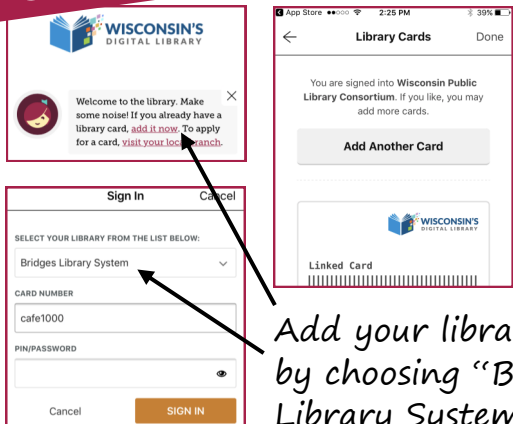 WISCONSIN'S
DIGITAL LIBRARY
Welcome to the library. Make
some noise! If you already have a
library card, add it now. To apply
for a card, visit your local branch.
Sign In
Cancel
SELECT YOUR LIBRARY FROM THE LIST BELOW:
Bridges Library System
CARD NUMBER
cafe1000
PIN/PASSWORD
Cancel
SIGN IN
App Store
2:25 PM
39%
Library Cards
Done
You are signed into Wisconsin Public
Library Consortium. If you like, you may
add more cards.
Add Another Card
WISCONSIN'S
DIGITAL LIBRARY
Linked Card
Add your libra
by choosing “B
Library System